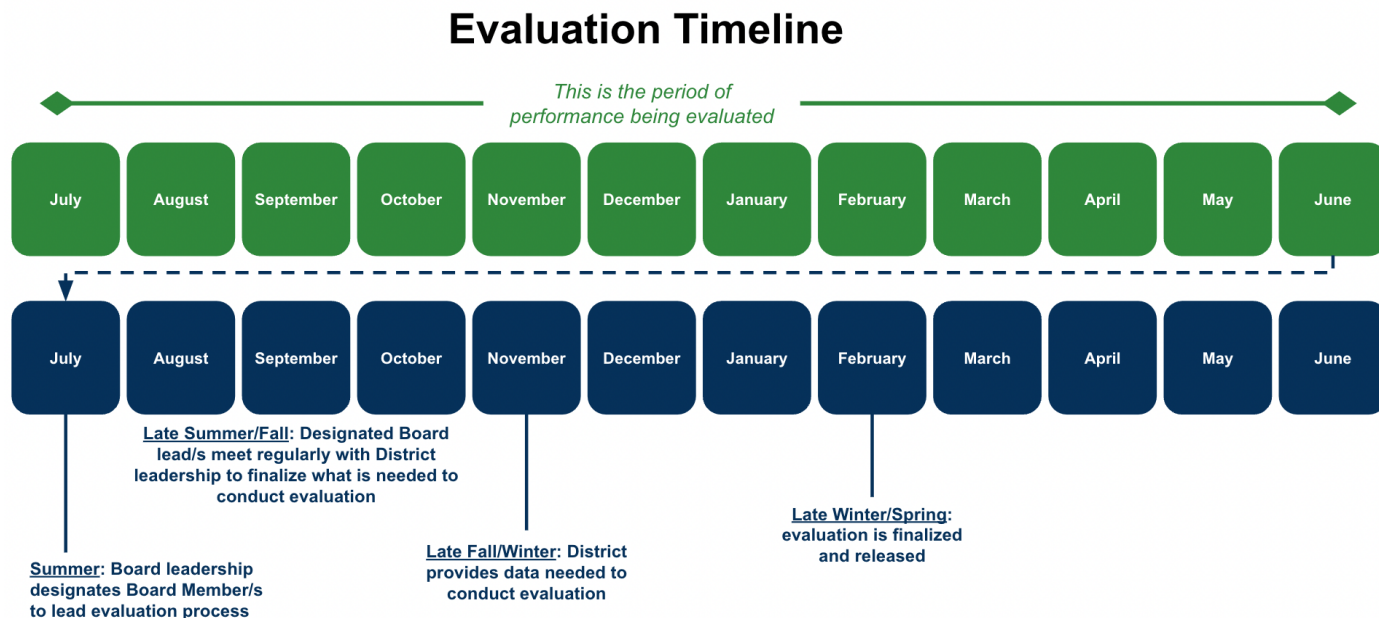 Evaluation Timeline
This is the period of
performance being evaluated
July
August
September
October
November
December
January
February
March
April
May
June
July
August
September
October
November
December
January
February
March
April
May
June
Late Summer/Fall: Designated Board
lead/s meet regularly with District
leadership to finalize what is needed to
conduct evaluation
Late Winter/Spring:
evaluation is finalized
and released
Late Fall/Winter: District
provides data needed to
conduct evaluation
Summer: Board leadership
designates Board Member/s
to lead evaluation process